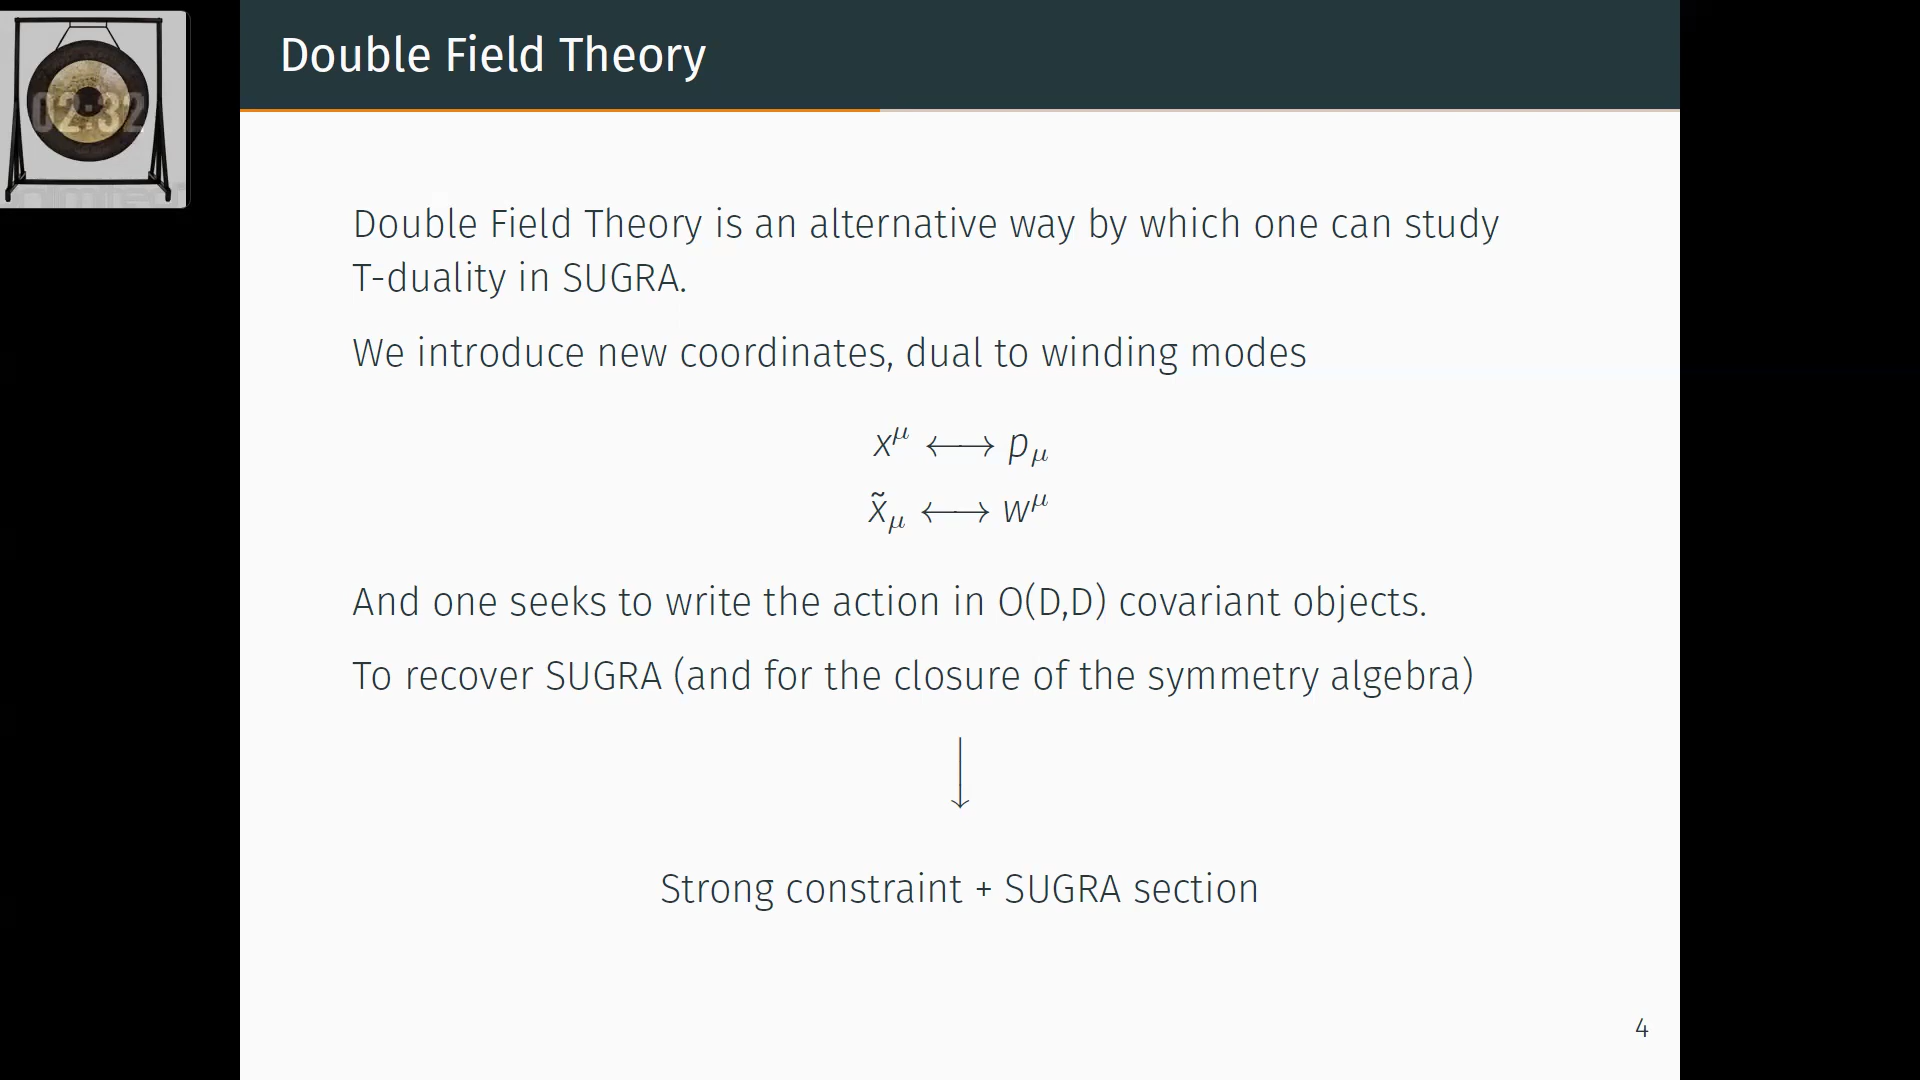 Double Field Theory
02:32
Double Field Theory is an alternative way by which one can study
T-duality in SUGRA.
We introduce new coordinates, dual to winding modes
x^μ ⟷ p_μ
x̃_μ ⟷ w^μ
And one seeks to write the action in O(D,D) covariant objects.
To recover SUGRA (and for the closure of the symmetry algebra)
↓
Strong constraint + SUGRA section
4